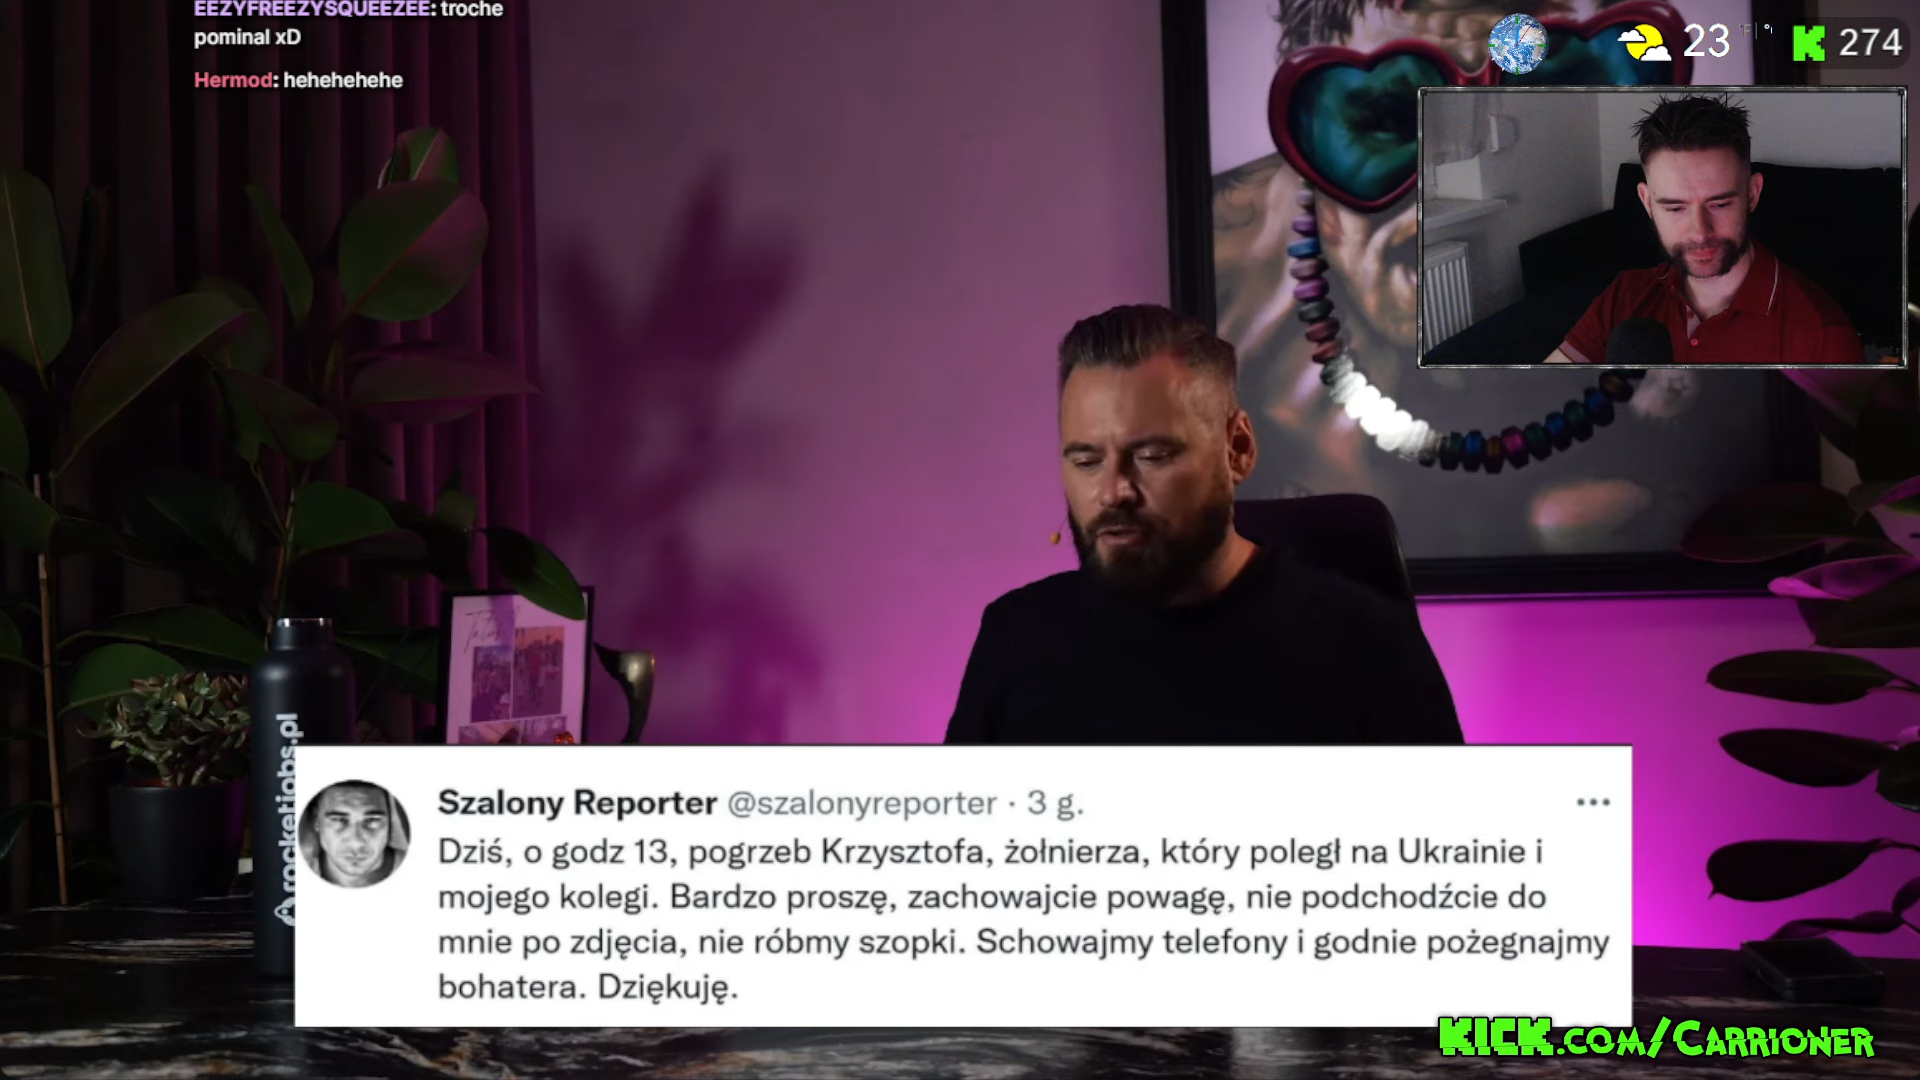 EEZYFREEZYSQUEEZEE: troche
pominal xD
Hermod: hehehehehe
23
274
rocketjobs.pl
Szalony Reporter @szalonyreporter · 3 g.
Dziś, o godz 13, pogrzeb Krzysztofa, żołnierza, który poległ na Ukrainie i
mojego kolegi. Bardzo proszę, zachowajcie powagę, nie podchodźcie do
mnie po zdjęcia, nie róbmy szopki. Schowajmy telefony i godnie pożegnajmy
bohatera. Dziękuję.
KICK.com/Carrioner